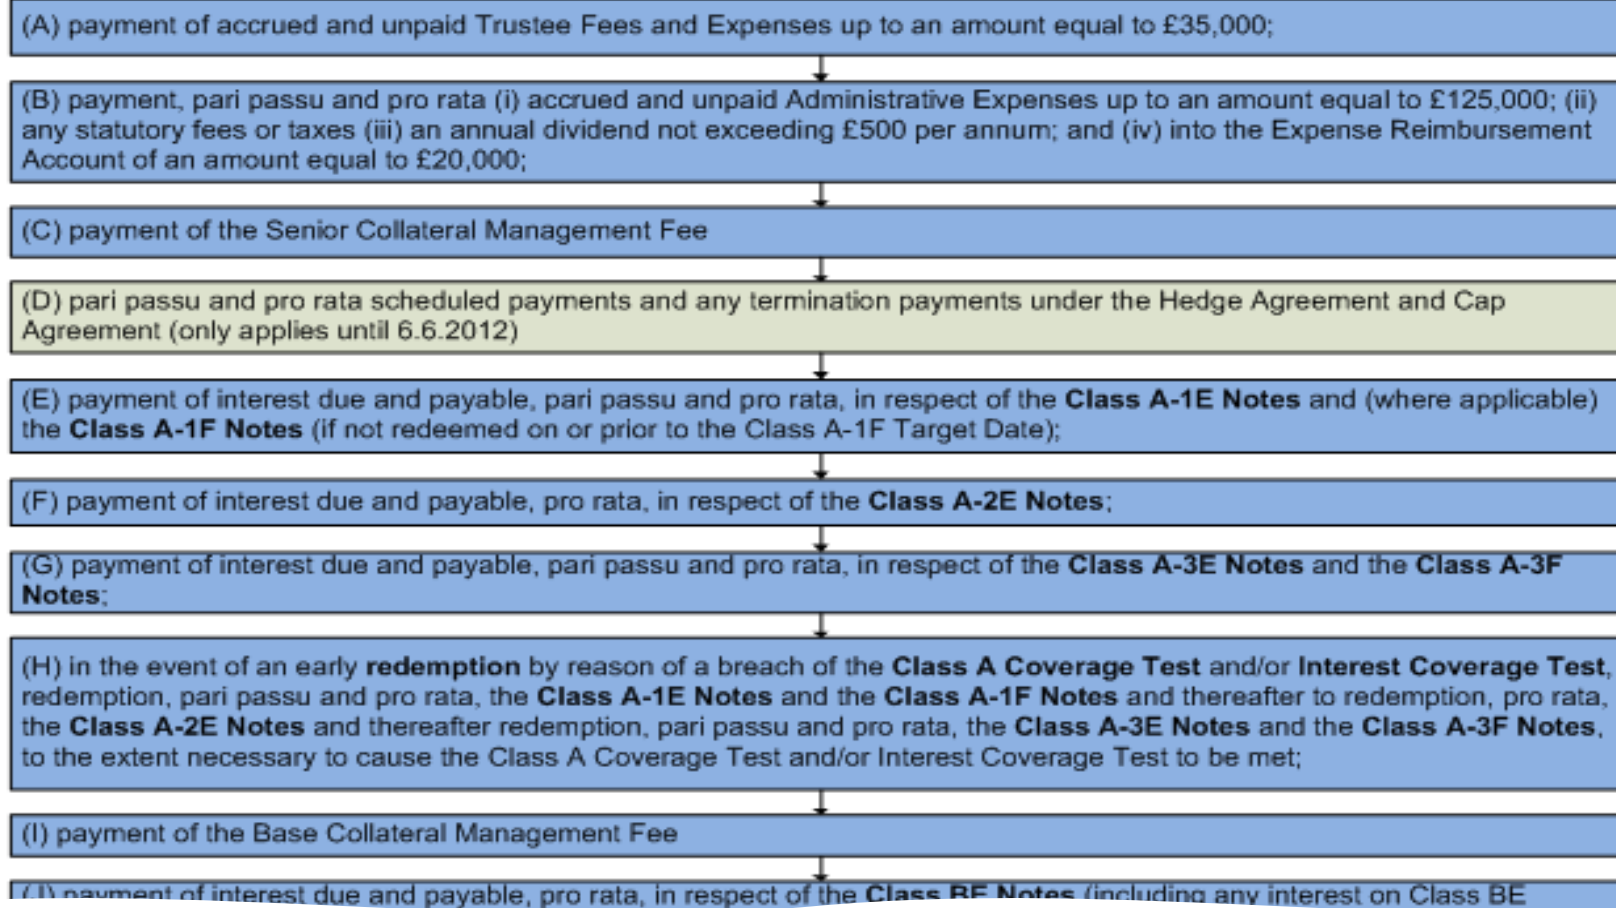 (A) payment of accrued and unpaid Trustee Fees and Expenses up to an amount equal to £35,000;
(B) payment, pari passu and pro rata (i) accrued and unpaid Administrative Expenses up to an amount equal to £125,000; (ii)
any statutory fees or taxes (iii) an annual dividend not exceeding £500 per annum; and (iv) into the Expense Reimbursement
Account of an amount equal to £20,000;
(C) payment of the Senior Collateral Management Fee
(D) pari passu and pro rata scheduled payments and any termination payments under the Hedge Agreement and Cap
Agreement (only applies until 6.6.2012)
(E) payment of interest due and payable, pari passu and pro rata, in respect of the Class A-1E Notes and (where applicable)
the Class A-1F Notes (if not redeemed on or prior to the Class A-1F Target Date);
(F) payment of interest due and payable, pro rata, in respect of the Class A-2E Notes;
(G) payment of interest due and payable, pari passu and pro rata, in respect of the Class A-3E Notes and the Class A-3F
Notes;
(H) in the event of an early redemption by reason of a breach of the Class A Coverage Test and/or Interest Coverage Test,
redemption, pari passu and pro rata, the Class A-1E Notes and the Class A-1F Notes and thereafter to redemption, pro rata,
the Class A-2E Notes and thereafter redemption, pari passu and pro rata, the Class A-3E Notes and the Class A-3F Notes,
to the extent necessary to cause the Class A Coverage Test and/or Interest Coverage Test to be met;
(I) payment of the Base Collateral Management Fee
(J) payment of interest due and payable, pro rata, in respect of the Class BE Notes (including any interest on Class BE